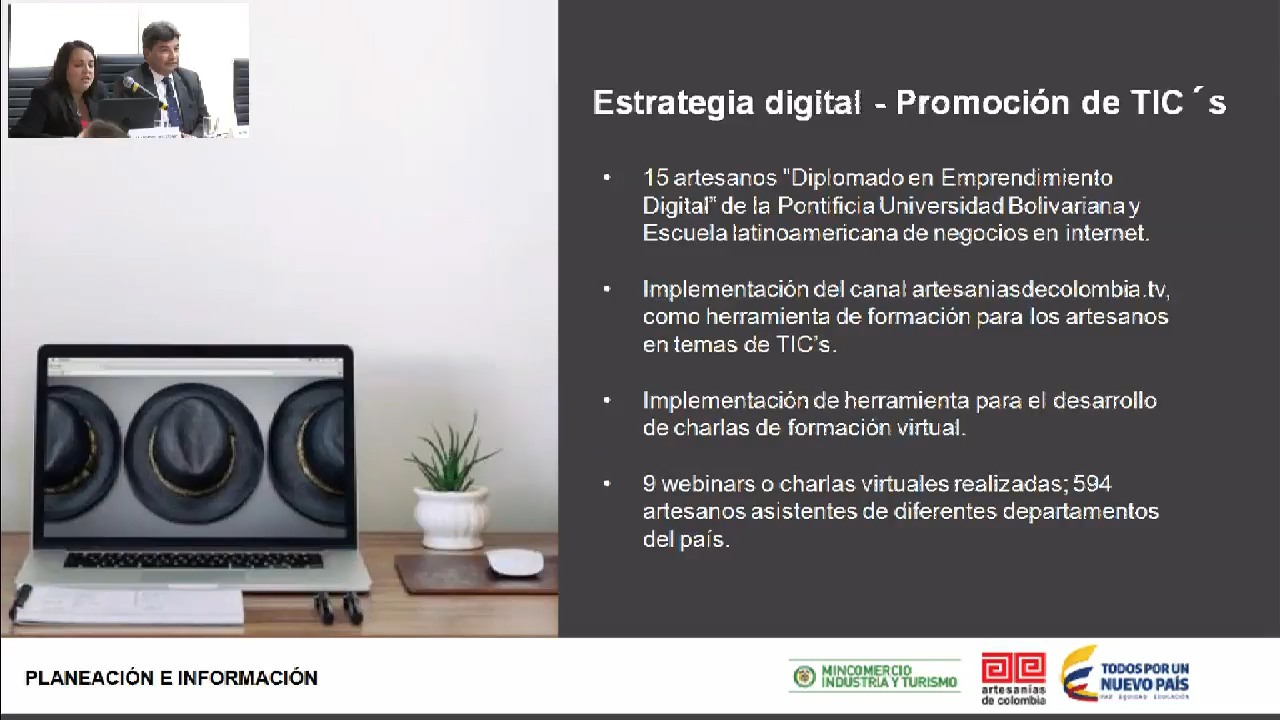 Estrategia digital - Promoción de TIC ´s
• 15 artesanos "Diplomado en Emprendimiento
Digital” de la Pontificia Universidad Bolivariana y
Escuela latinoamericana de negocios en internet.
• Implementación del canal artesaniasdecolombia.tv,
como herramienta de formación para los artesanos
en temas de TIC’s.
• Implementación de herramienta para el desarrollo
de charlas de formación virtual.
• 9 webinars o charlas virtuales realizadas; 594
artesanos asistentes de diferentes departamentos
del país.
PLANEACIÓN E INFORMACIÓN
MINCOMERCIO
INDUSTRIA Y TURISMO
artesanías
de colombia
TODOS POR UN
NUEVO PAÍS
PAZ EQUIDAD EDUCACIÓN